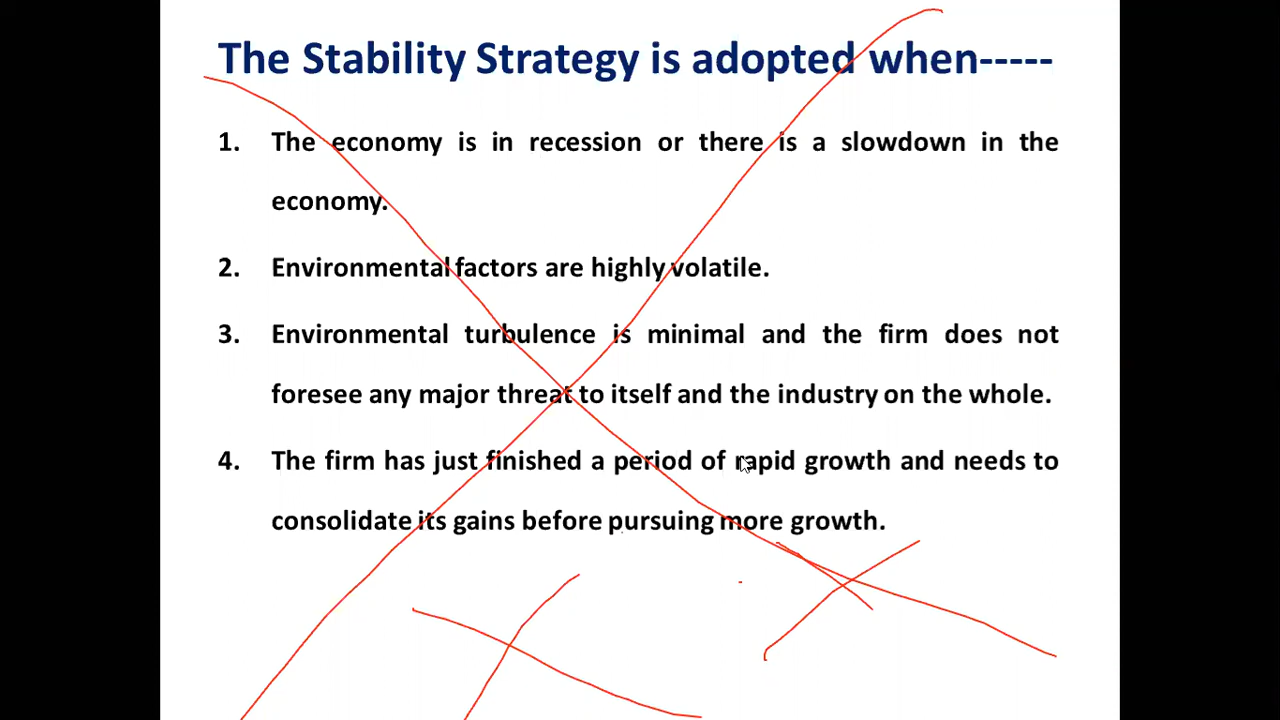 The Stability Strategy is adopted when-----
1. The economy is in recession or there is a slowdown in the
economy.
2. Environmental factors are highly volatile.
3. Environmental turbulence is minimal and the firm does not
foresee any major threat to itself and the industry on the whole.
4. The firm has just finished a period of rapid growth and needs to
consolidate its gains before pursuing more growth.